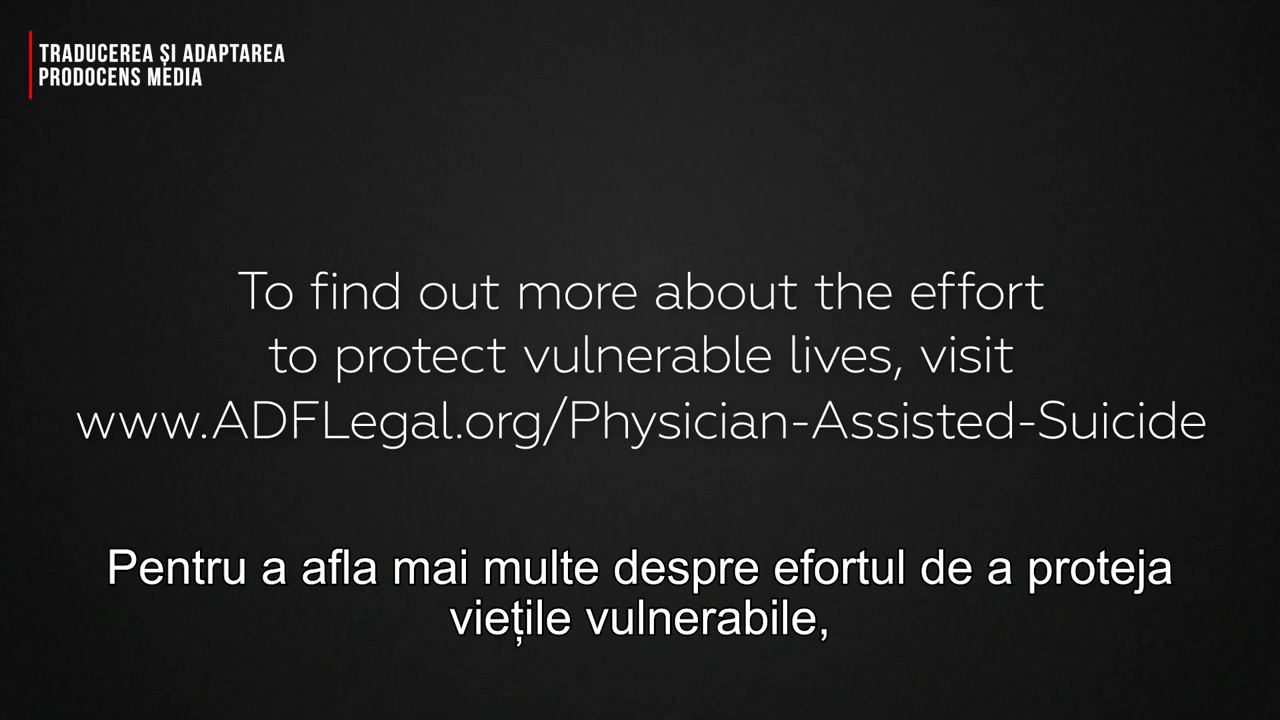 TRADUCEREA ȘI ADAPTAREA
PRODOCENS MEDIA
To find out more about the effort
to protect vulnerable lives, visit
www.ADFLegal.org/Physician-Assisted-Suicide
Pentru a afla mai multe despre efortul de a proteja
viețile vulnerabile,